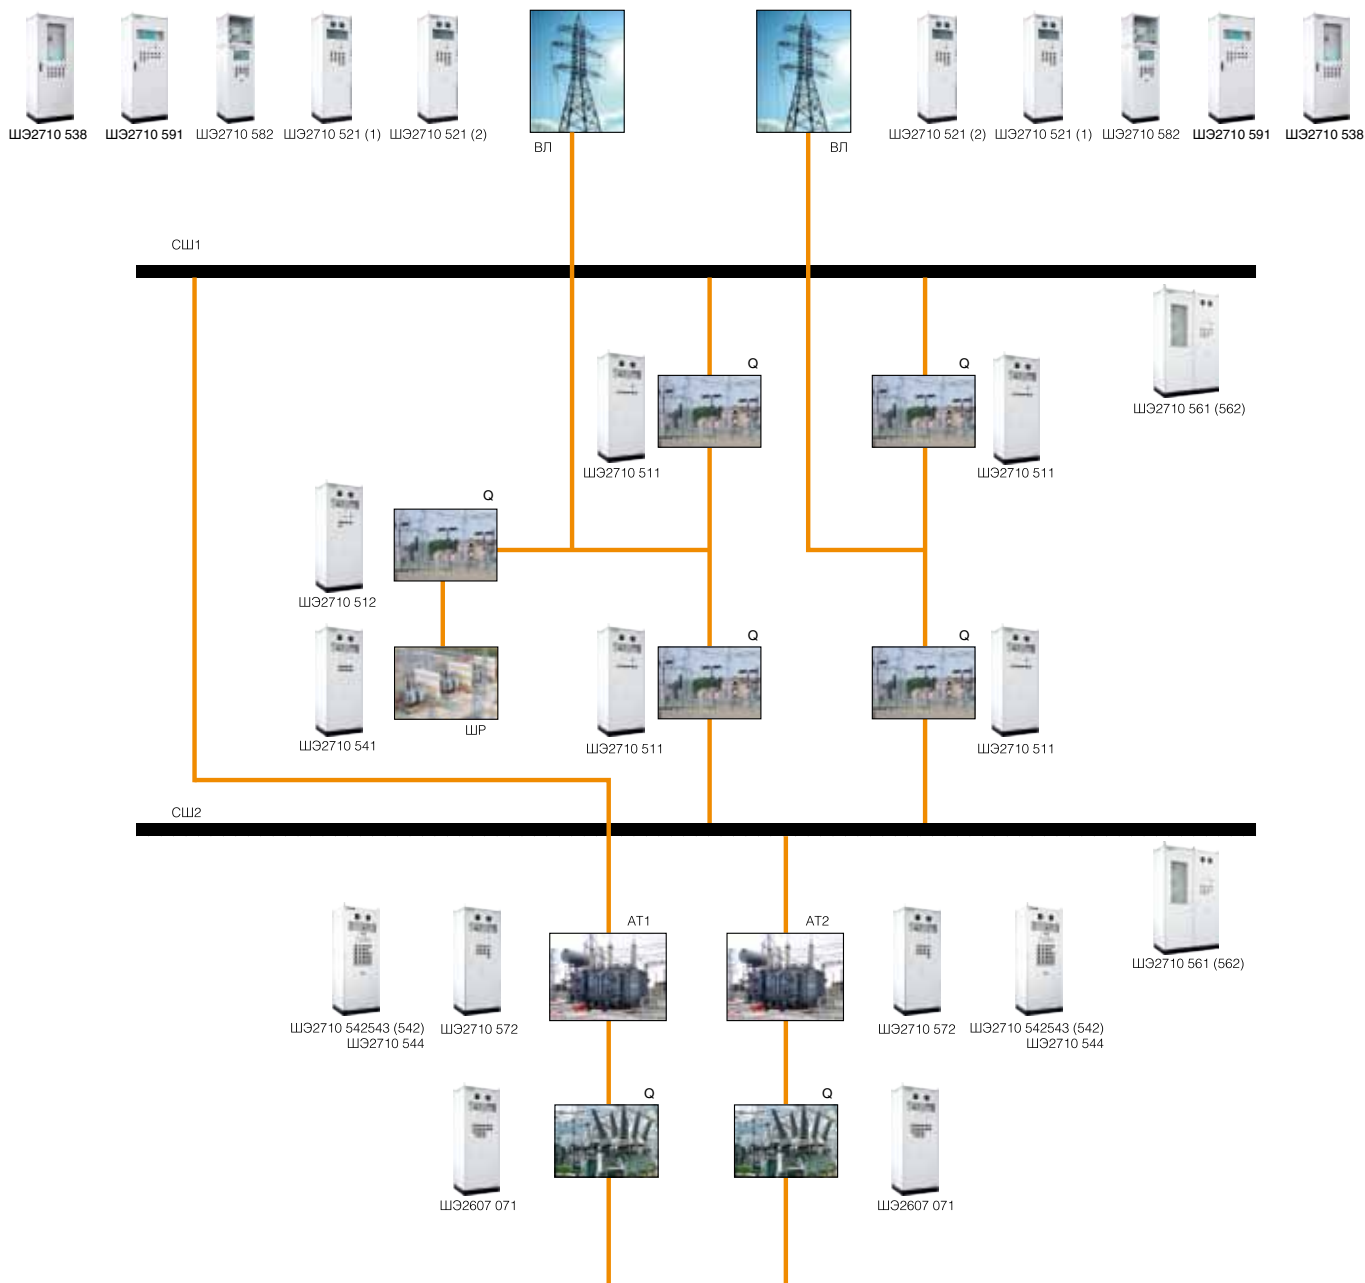 ШЭ2710 538
ШЭ2710 591
ШЭ2710 582
ШЭ2710 521 (1)
ШЭ2710 521 (2)
ВЛ
ВЛ
ШЭ2710 521 (2)
ШЭ2710 521 (1)
ШЭ2710 582
ШЭ2710 591
ШЭ2710 538
СШ1
Q
Q
ШЭ2710 561 (562)
ШЭ2710 511
ШЭ2710 511
Q
ШЭ2710 512
Q
Q
ШР
ШЭ2710 541
ШЭ2710 511
ШЭ2710 511
СШ2
АТ1
АТ2
ШЭ2710 561 (562)
ШЭ2710 542543 (542)
ШЭ2710 544
ШЭ2710 572
ШЭ2710 572
ШЭ2710 542543 (542)
ШЭ2710 544
Q
Q
ШЭ2607 071
ШЭ2607 071